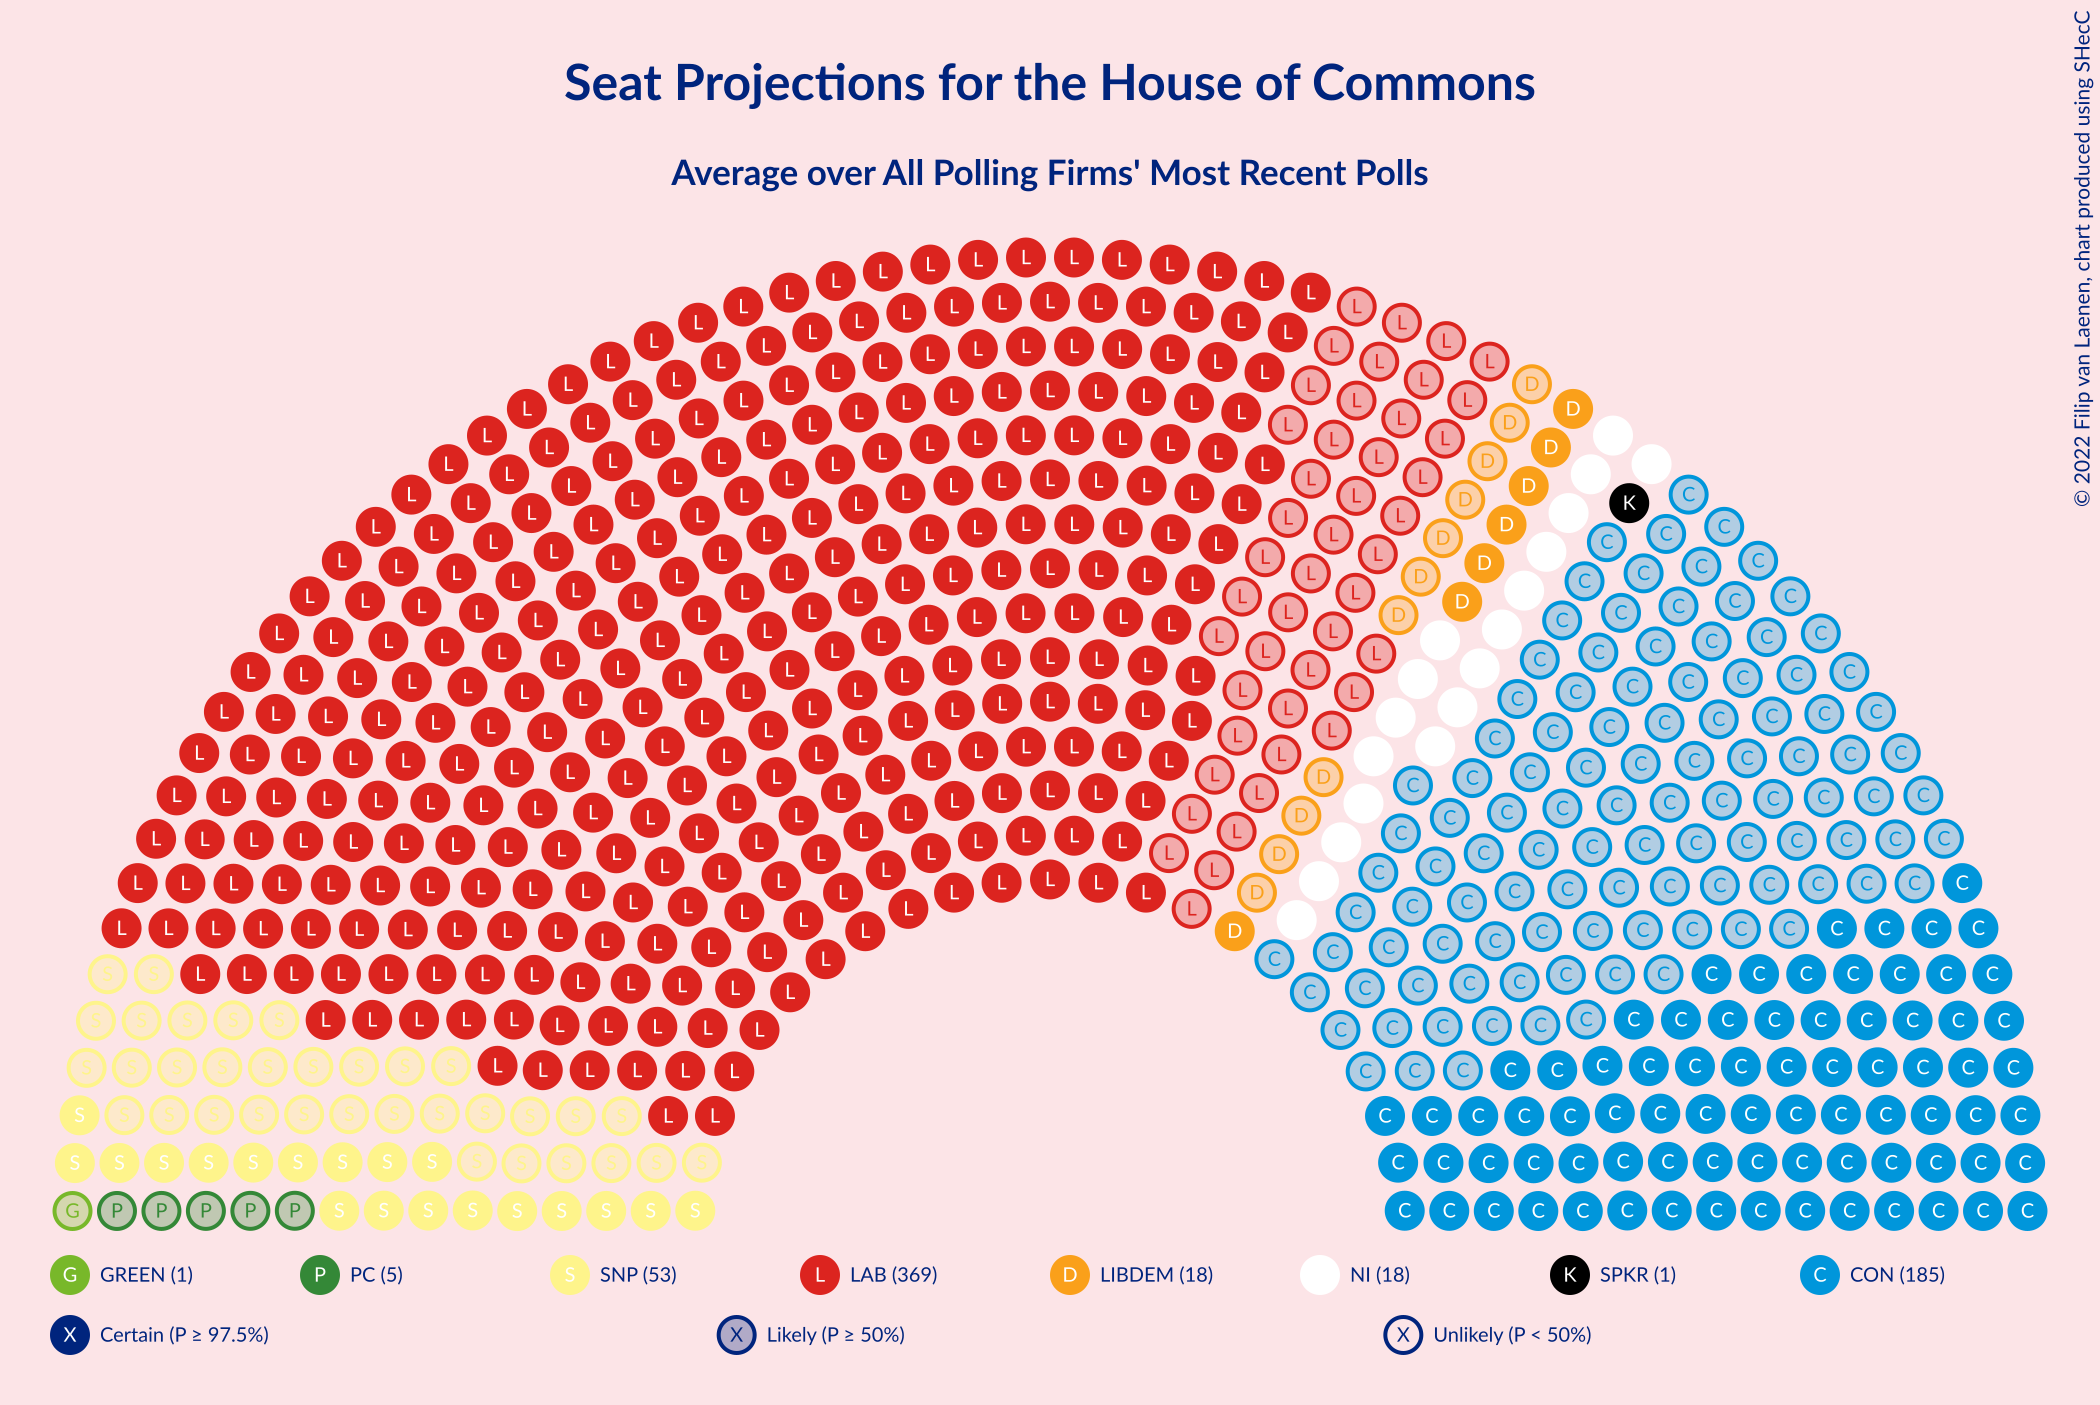 Seat Projections for the House of Commons
Average over All Polling Firms' Most Recent Polls
© 2022 Filip van Laenen, chart produced using SHecC
G GREEN (1)
P PC (5)
S SNP (53)
L LAB (369)
D LIBDEM (18)
NI (18)
K SPKR (1)
C CON (185)
X Certain (P ≥ 97.5%)
X Likely (P ≥ 50%)
X Unlikely (P < 50%)